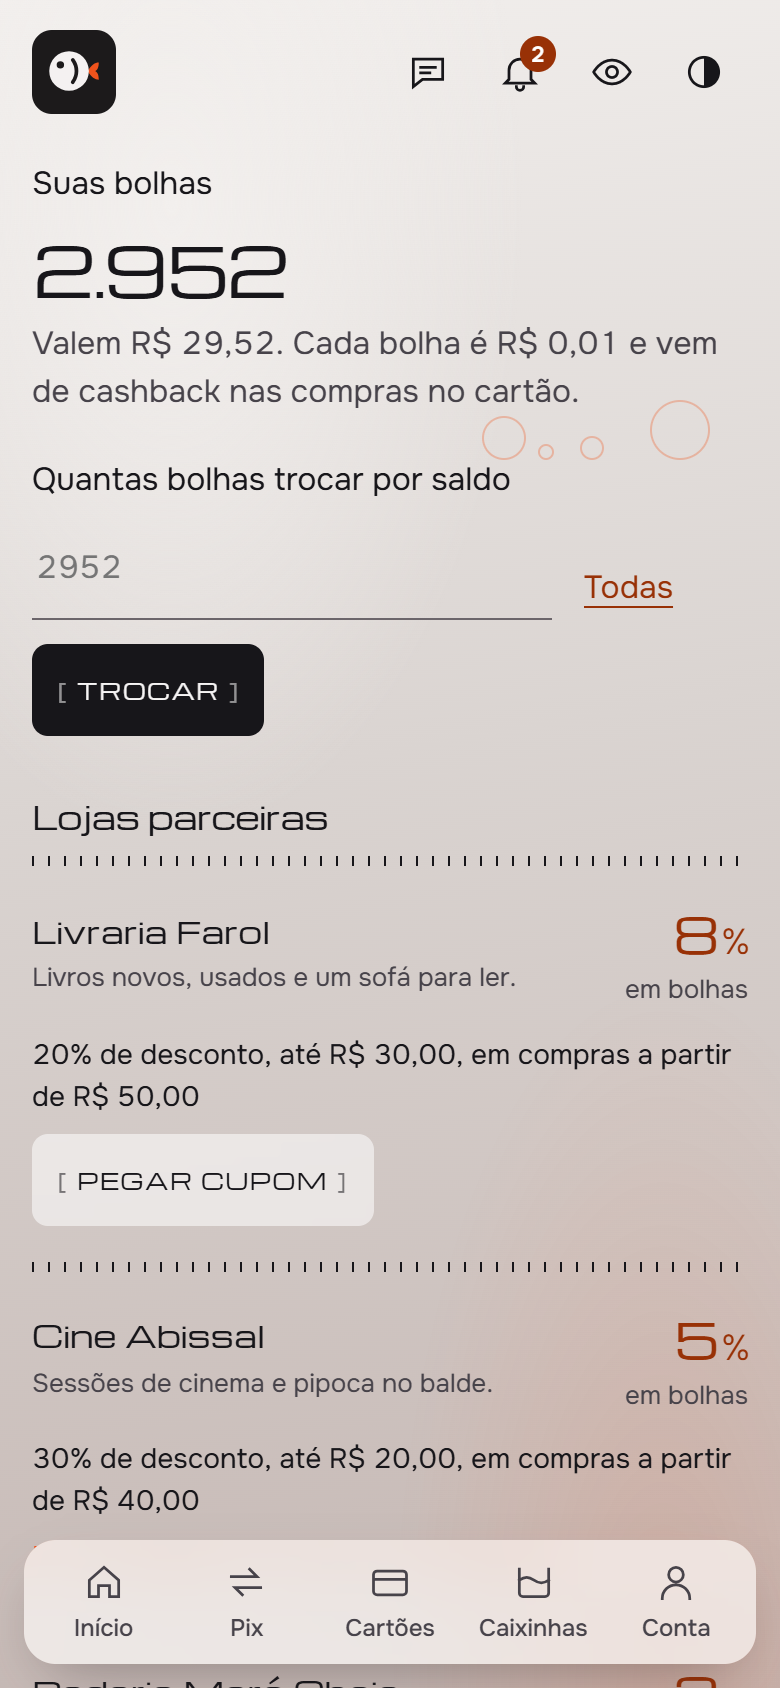 2
Suas bolhas
2.952
Valem R$ 29,52. Cada bolha é R$ 0,01 e vem
de cashback nas compras no cartão.
Quantas bolhas trocar por saldo
2952
Todas
[ TROCAR ]
Lojas parceiras
Livraria Farol
8%
Livros novos, usados e um sofá para ler.
em bolhas
20% de desconto, até R$ 30,00, em compras a partir
de R$ 50,00
[ PEGAR CUPOM ]
Cine Abissal
5%
Sessões de cinema e pipoca no balde.
em bolhas
30% de desconto, até R$ 20,00, em compras a partir
de R$ 40,00
Início
Pix
Cartões
Caixinhas
Conta